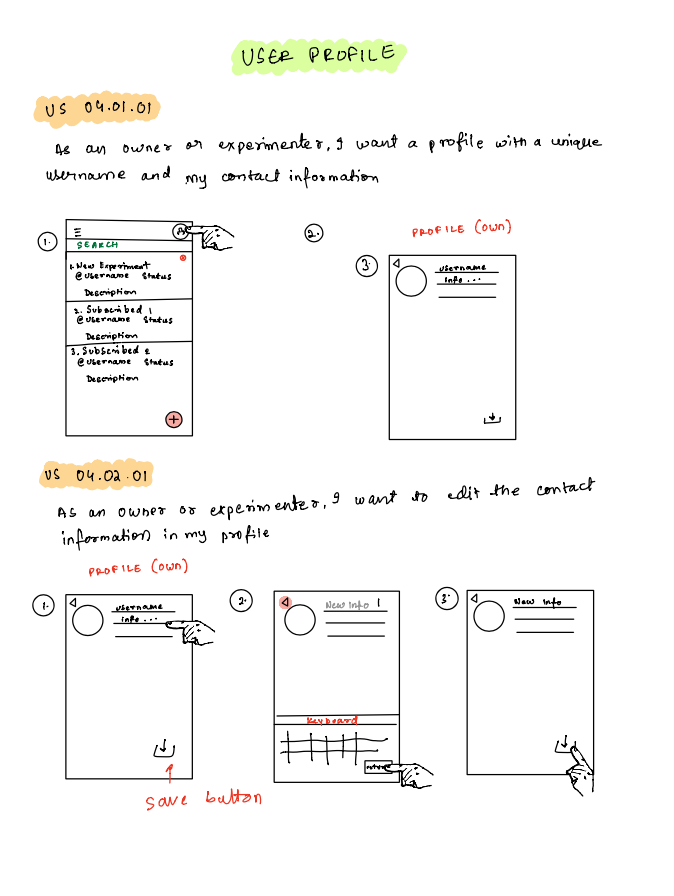 USER PROFILE
US 04.01.01
As an owner or experimenter, I want a profile with a unique
username and my contact information
1.
SEARCH
1. New Experiment
@Username Status
Description
2. Subscribed 1
@Username Status
Description
3. Subscribed 2
@Username Status
Description
+
2.
PROFILE (OWN)
3.
Username
Info ...
US 04.02.01
As an owner or experimenter, I want to edit the contact
information in my profile
PROFILE (OWN)
1.
Username
info ...
save button
2.
New Info
Keyboard
return
3.
New Info